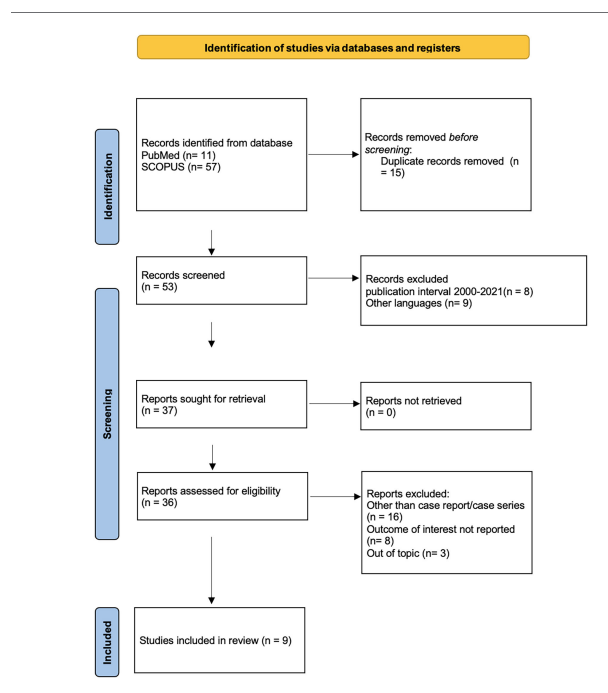 Identification of studies via databases and registers
Identification
Records identified from database
PubMed (n= 11)
SCOPUS (n= 57)
Records removed before
screening:
Duplicate records removed (n
= 15)
Screening
Records screened
(n = 53)
Records excluded
publication interval 2000-2021(n = 8)
Other languages (n= 9)
Reports sought for retrieval
(n = 37)
Reports not retrieved
(n = 0)
Reports assessed for eligibility
(n = 36)
Reports excluded:
Other than case report/case series
(n = 16)
Outcome of interest not reported
(n= 8)
Out of topic (n= 3)
Included
Studies included in review (n = 9)